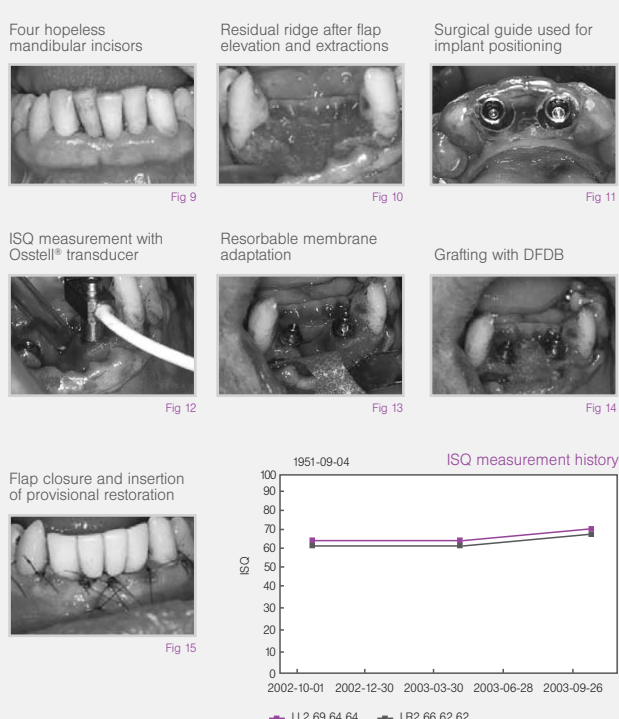 Four hopeless
mandibular incisors
Fig 9
Residual ridge after flap
elevation and extractions
Fig 10
Surgical guide used for
implant positioning
Fig 11
ISQ measurement with
Osstell® transducer
Fig 12
Resorbable membrane
adaptation
Fig 13
Grafting with DFDB
Fig 14
Flap closure and insertion
of provisional restoration
Fig 15
1951-09-04
ISQ measurement history
ISQ
100
90
80
70
60
50
40
30
20
10
0
2002-10-01 2002-12-30 2003-03-30 2003-06-28 2003-09-26
LL2 69,64,64 LR2 66,62,62